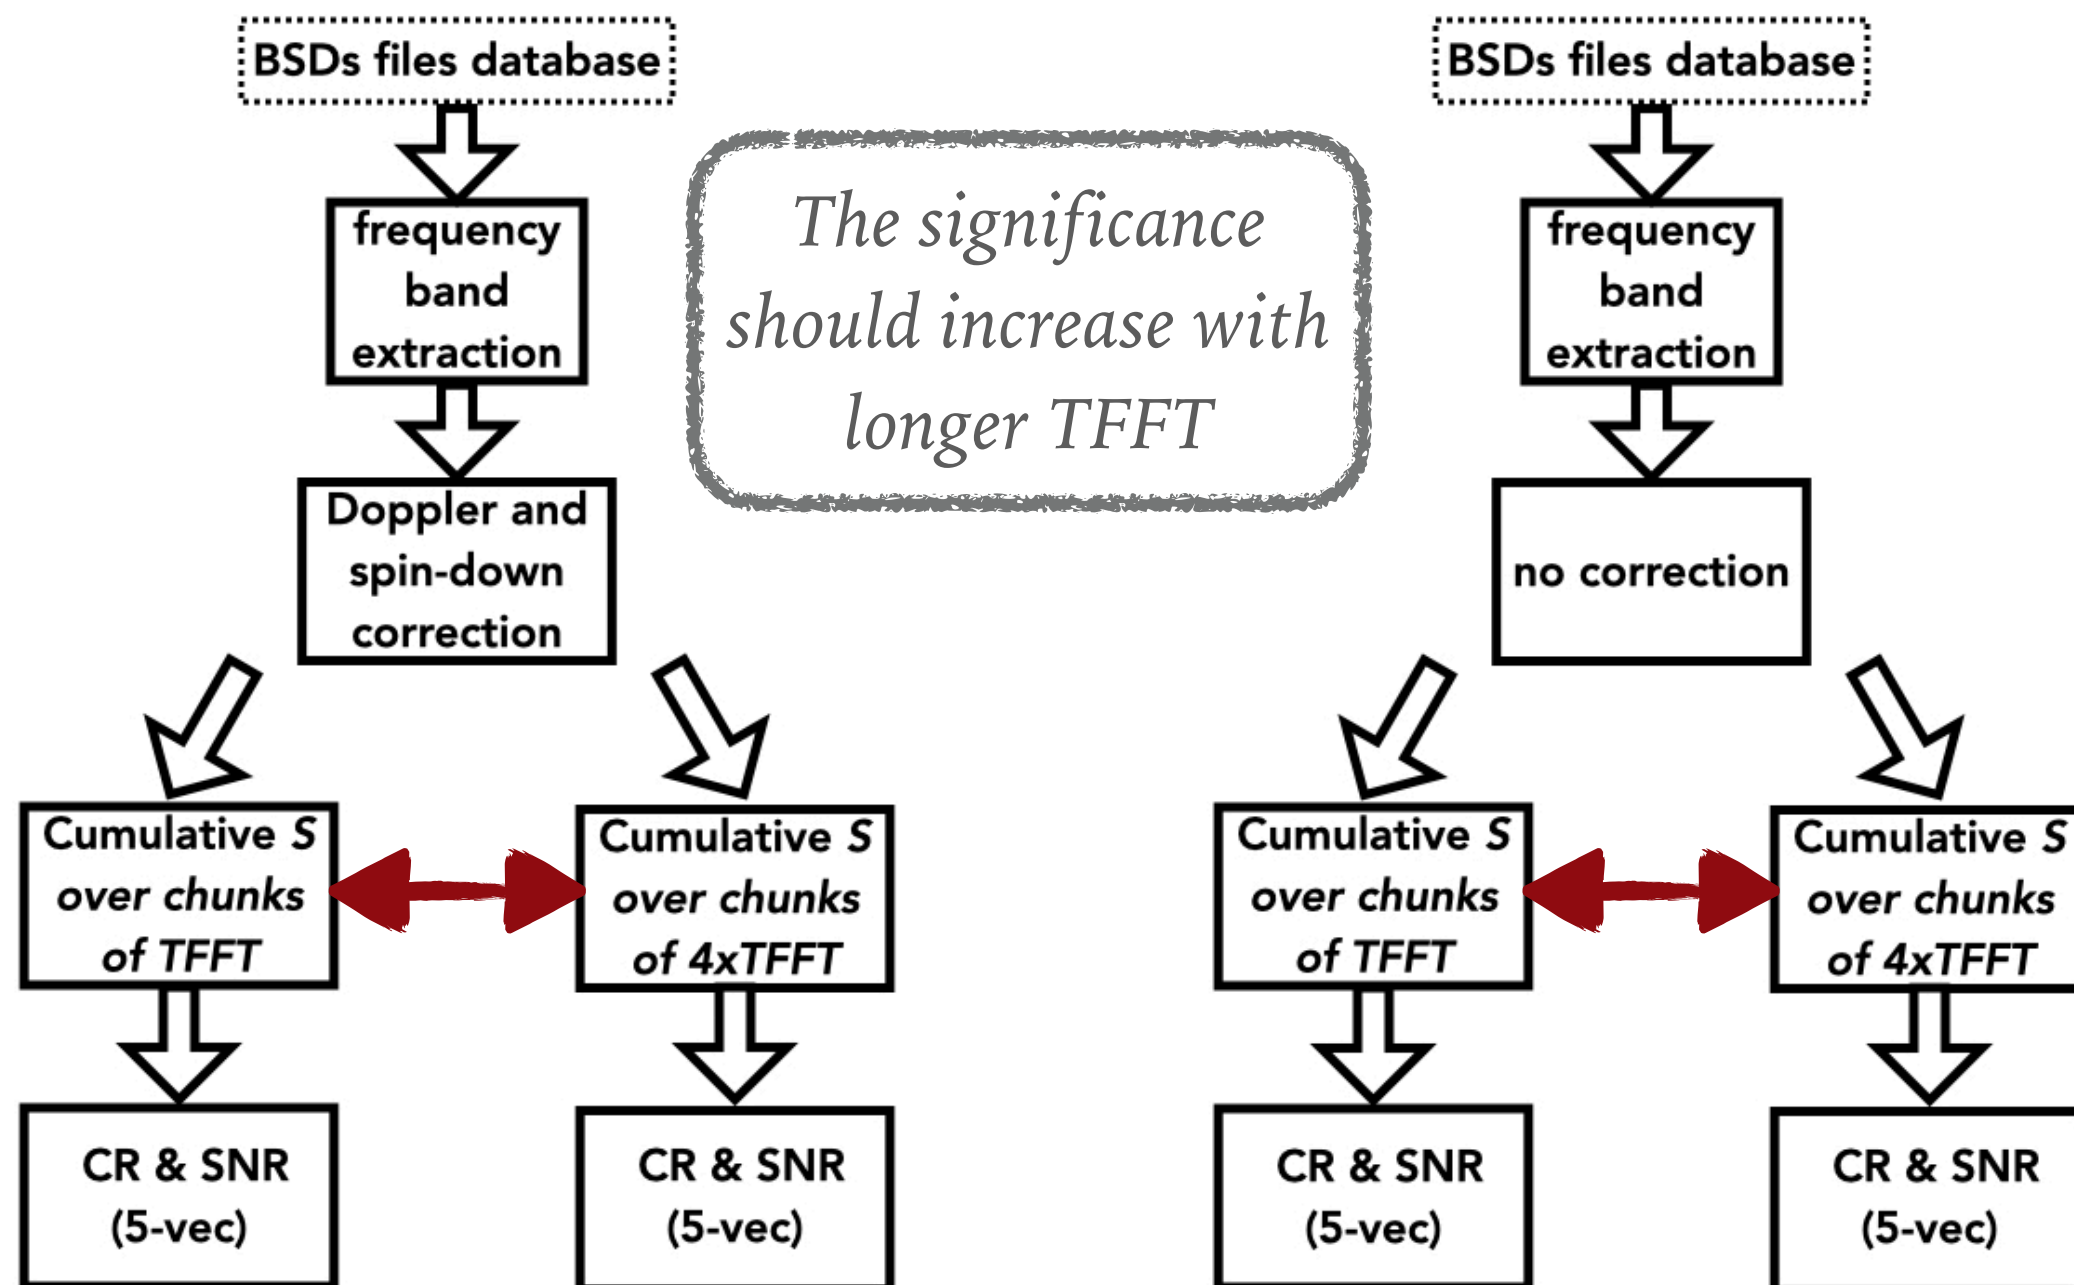 BSDs files database
frequency
band
extraction
Doppler and
spin-down
correction
Cumulative S
over chunks
of TFFT
CR & SNR
(5-vec)
Cumulative S
over chunks
of 4xTFFT
CR & SNR
(5-vec)
The significance
should increase with
longer TFFT
BSDs files database
frequency
band
extraction
no correction
Cumulative S
over chunks
of TFFT
CR & SNR
(5-vec)
Cumulative S
over chunks
of 4xTFFT
CR & SNR
(5-vec)